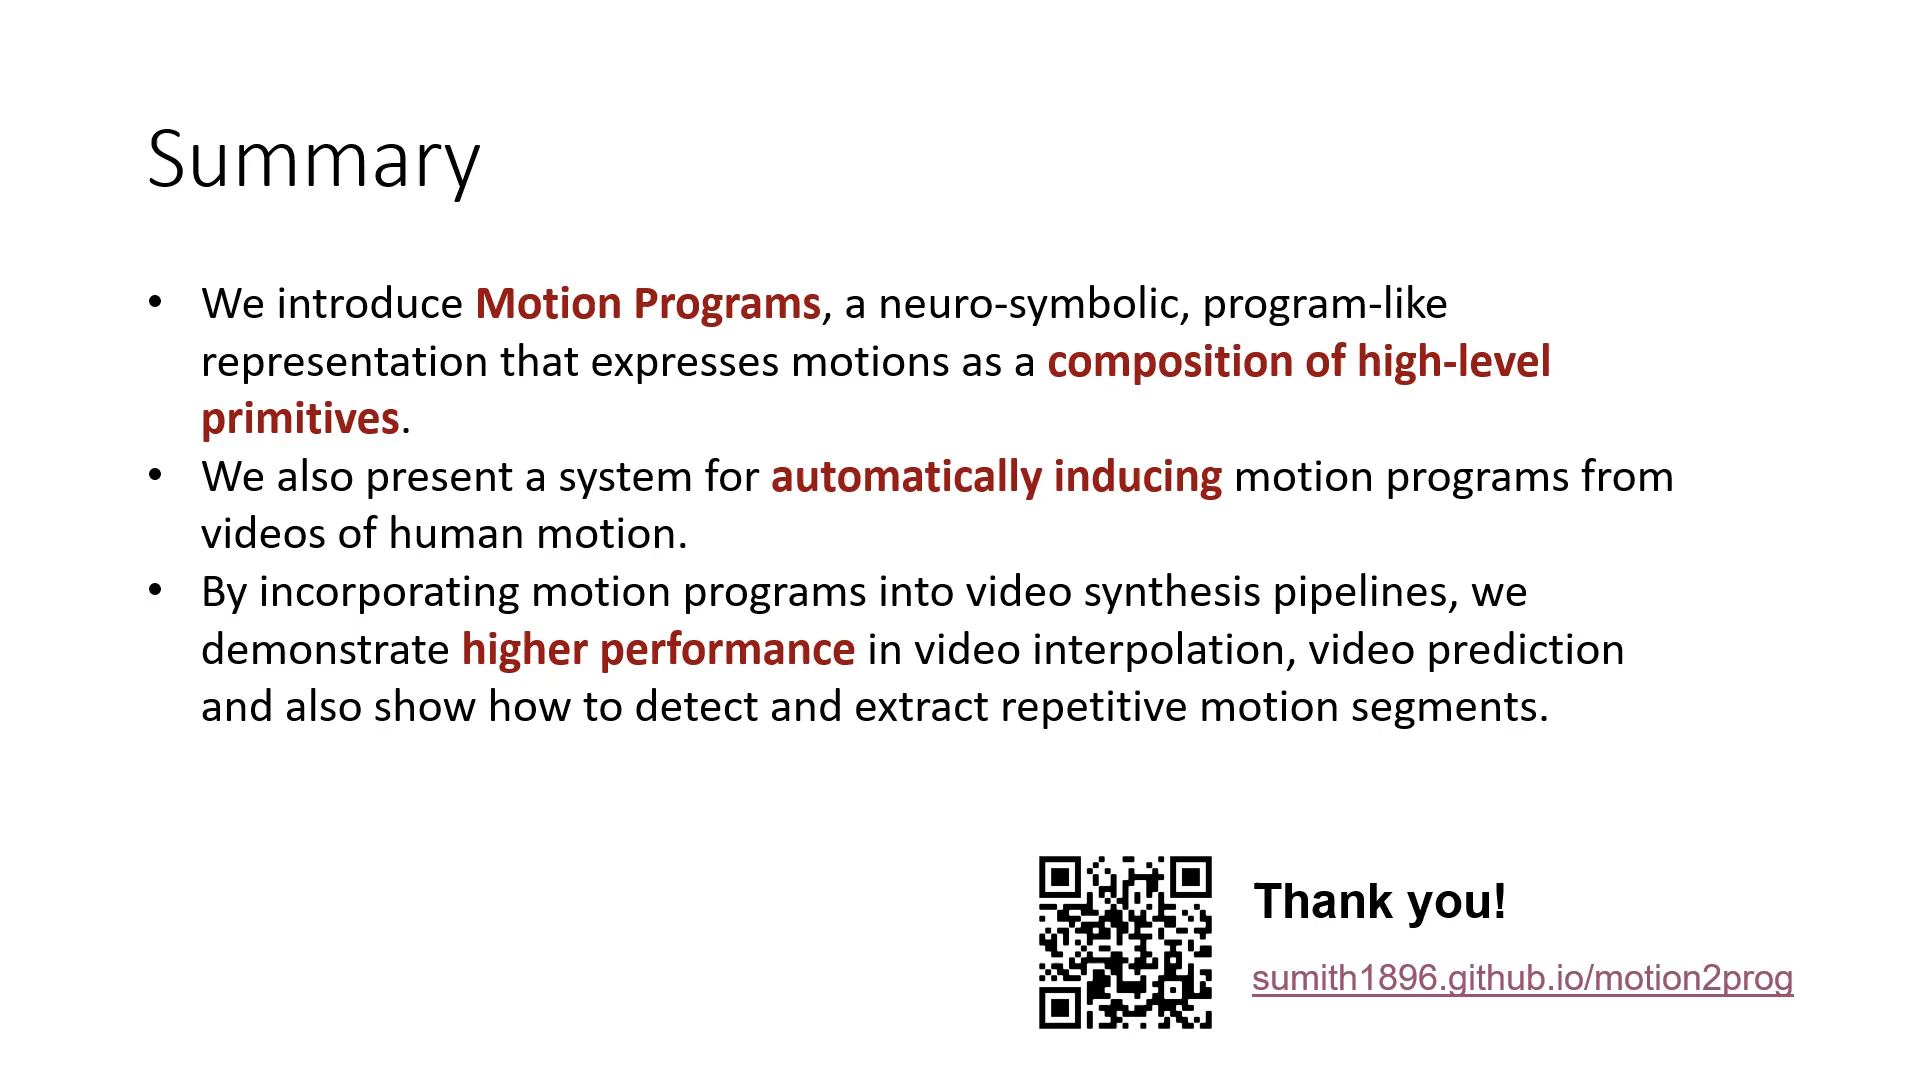 Summary
• We introduce Motion Programs, a neuro-symbolic, program-like
representation that expresses motions as a composition of high-level
primitives.
• We also present a system for automatically inducing motion programs from
videos of human motion.
• By incorporating motion programs into video synthesis pipelines, we
demonstrate higher performance in video interpolation, video prediction
and also show how to detect and extract repetitive motion segments.
Thank you!
sumith1896.github.io/motion2prog